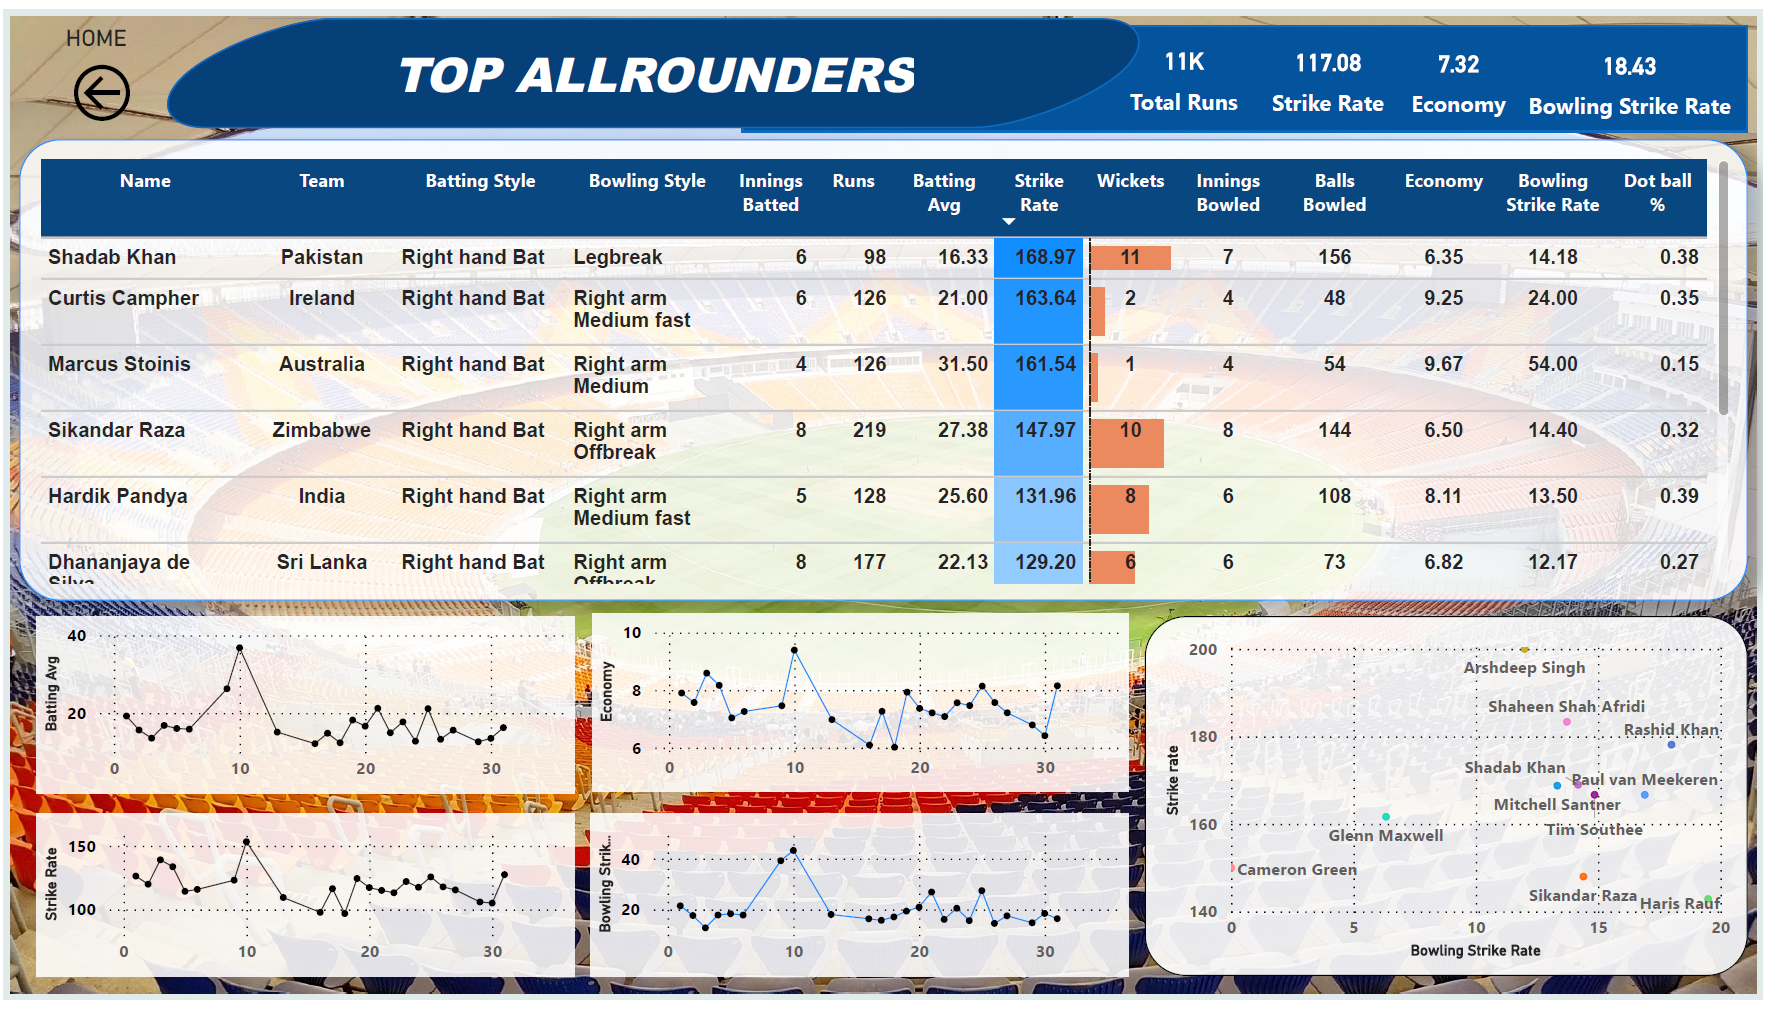 HOME
TOP ALLROUNDERS
11K
Total Runs
117.08
Strike Rate
7.32
Economy
18.43
Bowling Strike Rate
Name Team Batting Style Bowling Style Innings Batted Runs Batting Avg Strike Rate Wickets Innings Bowled Balls Bowled Economy Bowling Strike Rate Dot ball %
Shadab Khan Pakistan Right hand Bat Legbreak 6 98 16.33 168.97 11 7 156 6.35 14.18 0.38
Curtis Campher Ireland Right hand Bat Right arm Medium fast 6 126 21.00 163.64 2 4 48 9.25 24.00 0.35
Marcus Stoinis Australia Right hand Bat Right arm Medium 4 126 31.50 161.54 1 4 54 9.67 54.00 0.15
Sikandar Raza Zimbabwe Right hand Bat Right arm Offbreak 8 219 27.38 147.97 10 8 144 6.50 14.40 0.32
Hardik Pandya India Right hand Bat Right arm Medium fast 5 128 25.60 131.96 8 6 108 8.11 13.50 0.39
Dhananjaya de Silva Sri Lanka Right hand Bat Right arm Offbreak 8 177 22.13 129.20 6 6 73 6.82 12.17 0.27
Batting Avg
40
20
0 10 20 30
Economy
10
8
6
0 10 20 30
Strike Rate
150
100
0 10 20 30
Bowling Strik...
40
20
0 10 20 30
Strike rate
200
180
160
140
Arshdeep Singh
Shaheen Shah Afridi
Rashid Khan
Shadab Khan
Paul van Meekeren
Mitchell Santner
Tim Southee
Glenn Maxwell
Cameron Green
Sikandar Raza
Haris Rauf
0 5 10 15 20
Bowling Strike Rate